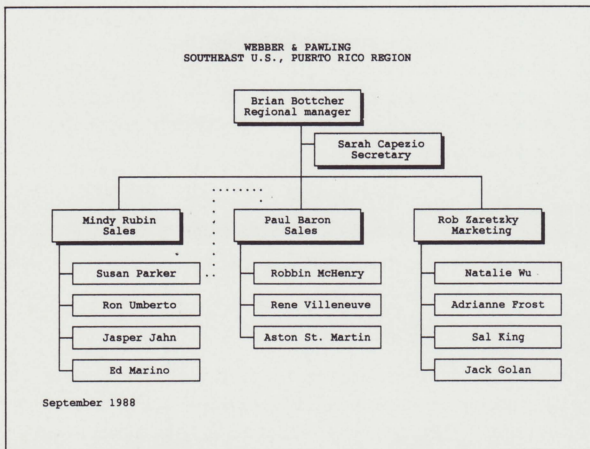 WEBBER & PAWLING
SOUTHEAST U.S., PUERTO RICO REGION
Brian Bottcher
Regional manager
Sarah Capezio
Secretary
Mindy Rubin
Sales
Susan Parker
Ron Umberto
Jasper Jahn
Ed Marino
Paul Baron
Sales
Robbin McHenry
Rene Villeneuve
Aston St. Martin
Rob Zaretzky
Marketing
Natalie Wu
Adrianne Frost
Sal King
Jack Golan
September 1988